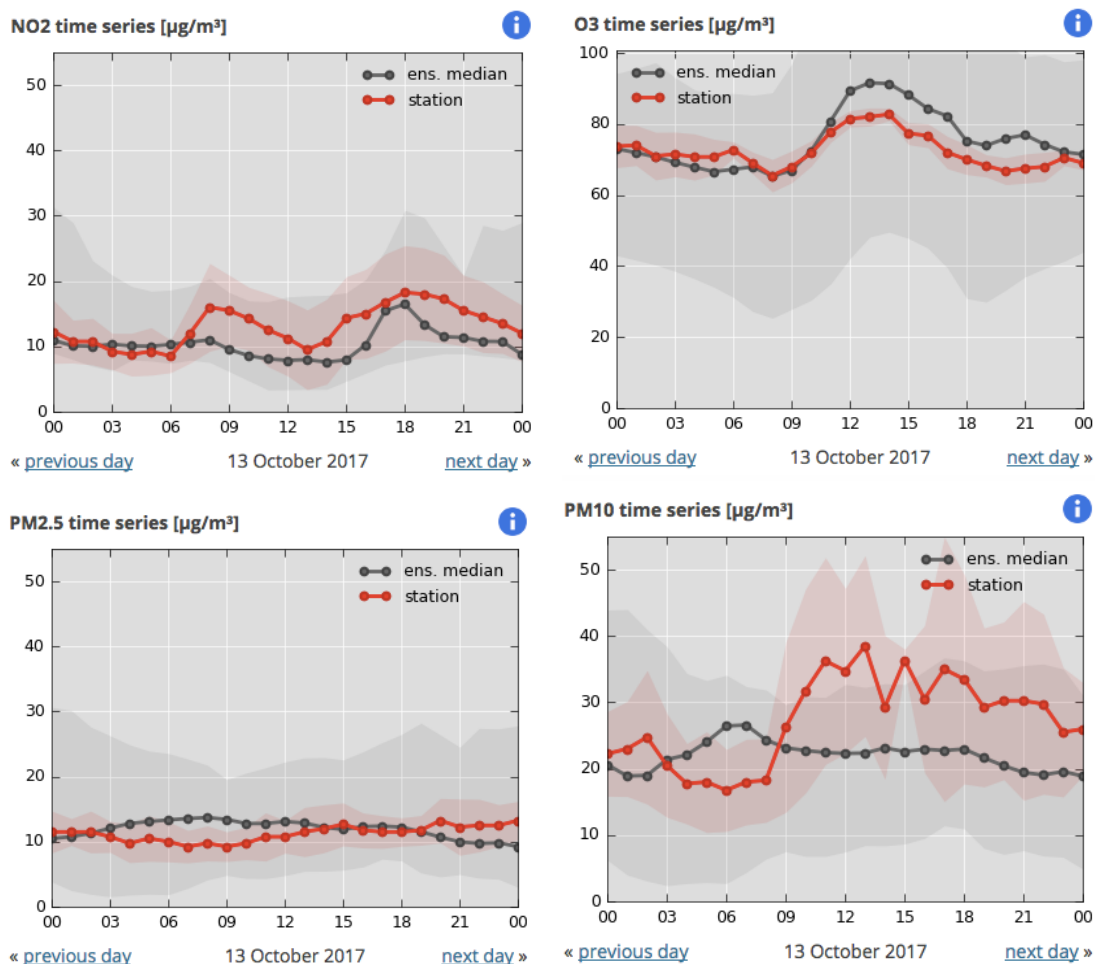 NO2 time series [µg/m³]
i
50
40
30
20
10
0
ens. median
station
00 03 06 09 12 15 18 21 00
« previous day 13 October 2017 next day »
O3 time series [µg/m³]
i
100
80
60
40
20
0
ens. median
station
00 03 06 09 12 15 18 21 00
« previous day 13 October 2017 next day »
PM2.5 time series [µg/m³]
i
50
40
30
20
10
0
ens. median
station
00 03 06 09 12 15 18 21 00
« previous day 13 October 2017 next day »
PM10 time series [µg/m³]
i
50
40
30
20
10
0
ens. median
station
00 03 06 09 12 15 18 21 00
« previous day 13 October 2017 next day »